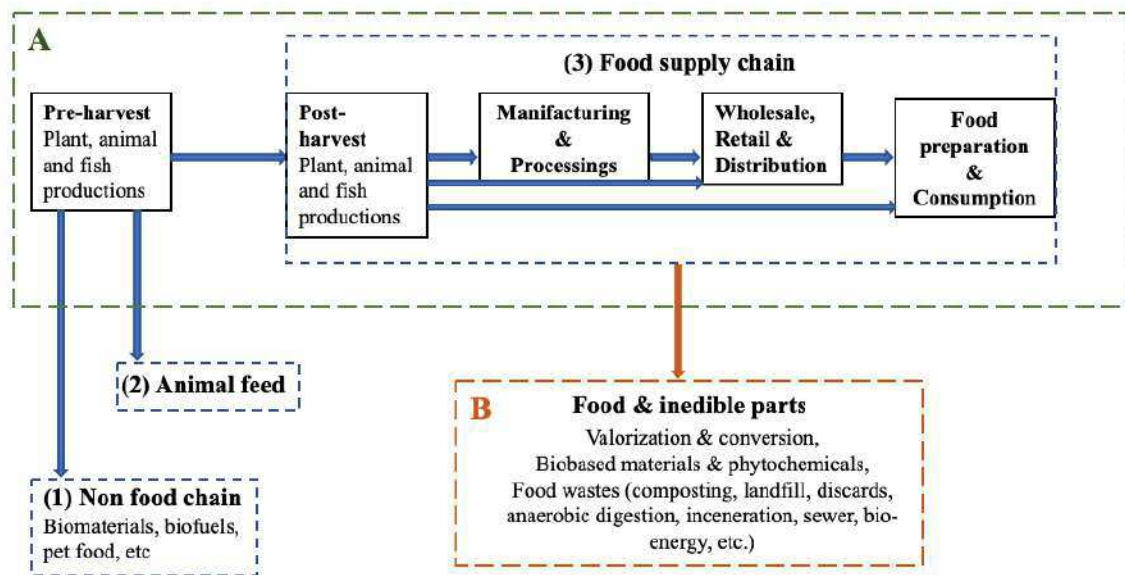 A
(3) Food supply chain
Pre-harvest
Plant, animal
and fish
productions
Post-
harvest
Plant, animal
and fish
productions
Manifacturing
&
Processings
Wholesale,
Retail &
Distribution
Food
preparation
&
Consumption
(2) Animal feed
(1) Non food chain
Biomaterials, biofuels,
pet food, etc
B
Food & inedible parts
Valorization & conversion,
Biobased materials & phytochemicals,
Food wastes (composting, landfill, discards,
anaerobic digestion, inceneration, sewer, bio-
energy, etc.)